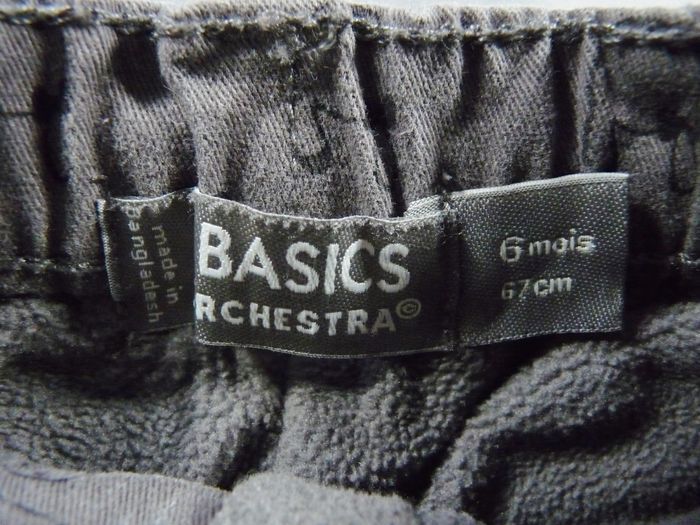 made in
bangladesh
BASICS
RCHESTRA©
6 mois
67cm